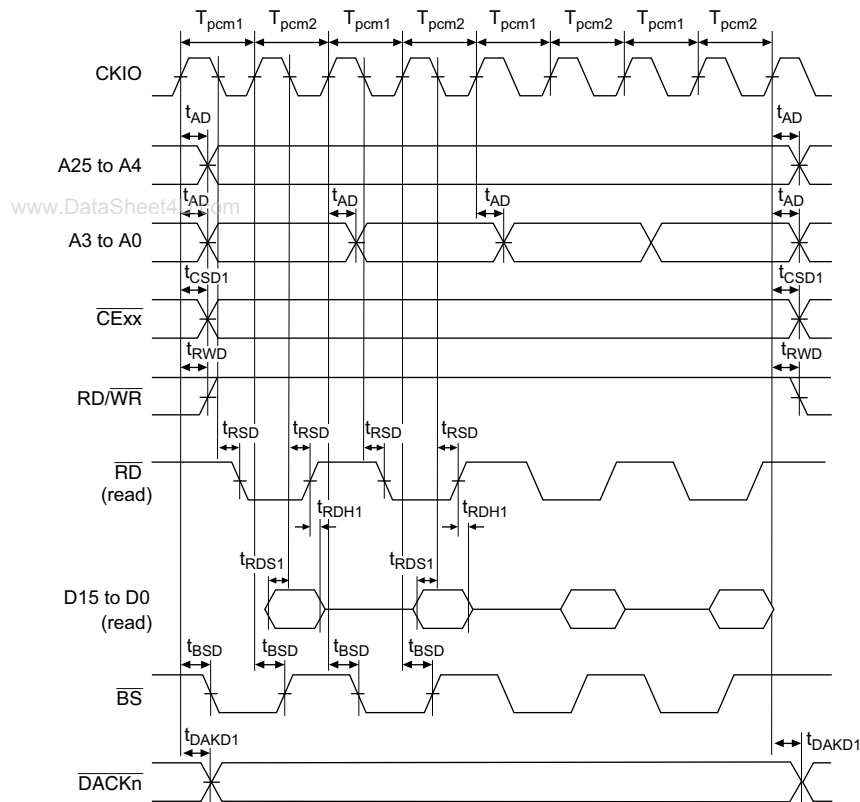 Tpcm1 Tpcm2 Tpcm1 Tpcm2 Tpcm1 Tpcm2 Tpcm1 Tpcm2
CKIO
tAD tAD
A25 to A4
www.DataSheet4U.com
tAD tAD tAD tAD
A3 to A0
tCSD1 tCSD1
CExx
tRWD tRWD
RD/WR
tRSD tRSD tRSD tRSD
RD
(read)
tRDH1 tRDH1
tRDS1 tRDS1
D15 to D0
(read)
tBSD tBSD tBSD tBSD
BS
tDAKD1 tDAKD1
DACKn